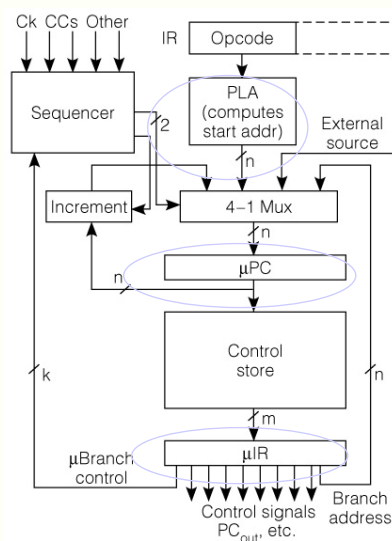 Ck CCs Other
IR
Opcode
Sequencer
2
PLA
(computes
start addr)
External
source
n
Increment
4–1 Mux
n
n
μPC
Control
store
k
n
m
μBranch
control
μIR
Control signals
PCout, etc.
Branch
address